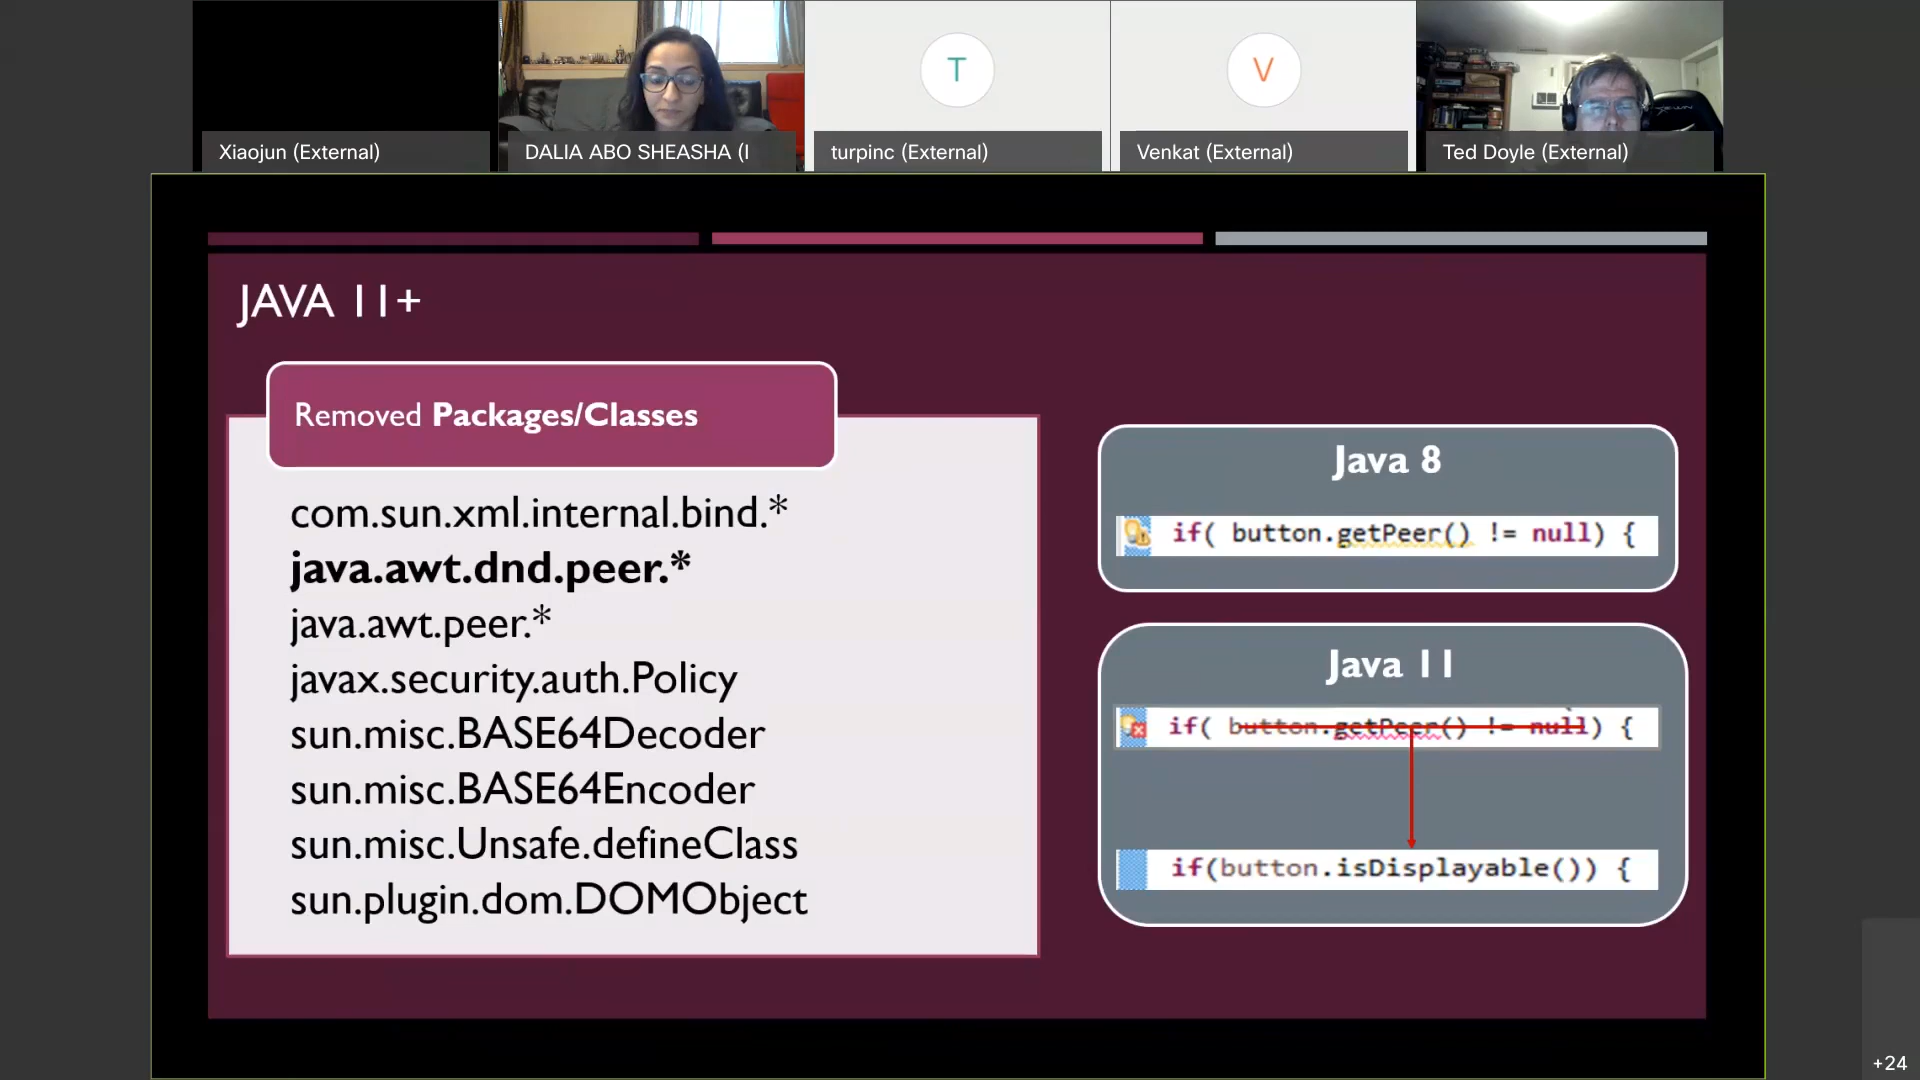 T
V
Xiaojun (External)
DALIA ABO SHEASHA (I
turpinc (External)
Venkat (External)
Ted Doyle (External)
JAVA 11+
Removed Packages/Classes
com.sun.xml.internal.bind.*
java.awt.dnd.peer.*
java.awt.peer.*
javax.security.auth.Policy
sun.misc.BASE64Decoder
sun.misc.BASE64Encoder
sun.misc.Unsafe.defineClass
sun.plugin.dom.DOMObject
Java 8
if( button.getPeer() != null) {
Java 11
if( button.getPeer() != null) {
if(button.isDisplayable()) {
+24